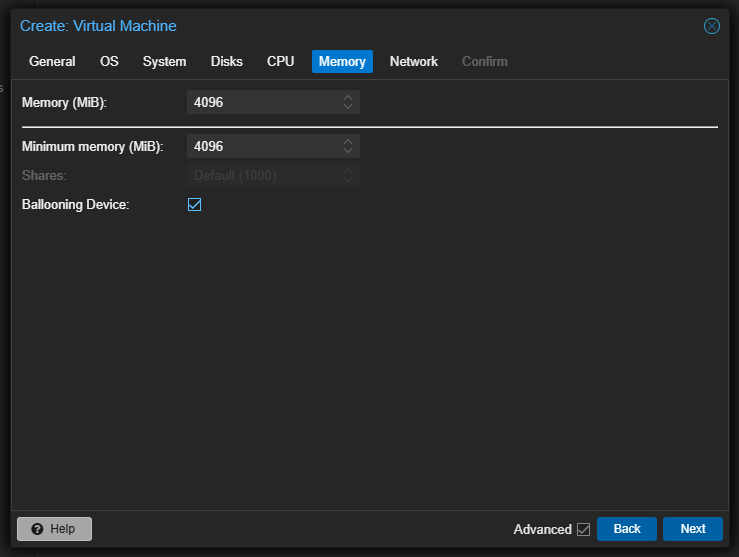 Create: Virtual Machine
General OS System Disks CPU Memory Network Confirm
s
Memory (MiB): 4096
Minimum memory (MiB): 4096
Shares: Default (1000)
Ballooning Device:
Help Advanced Back Next